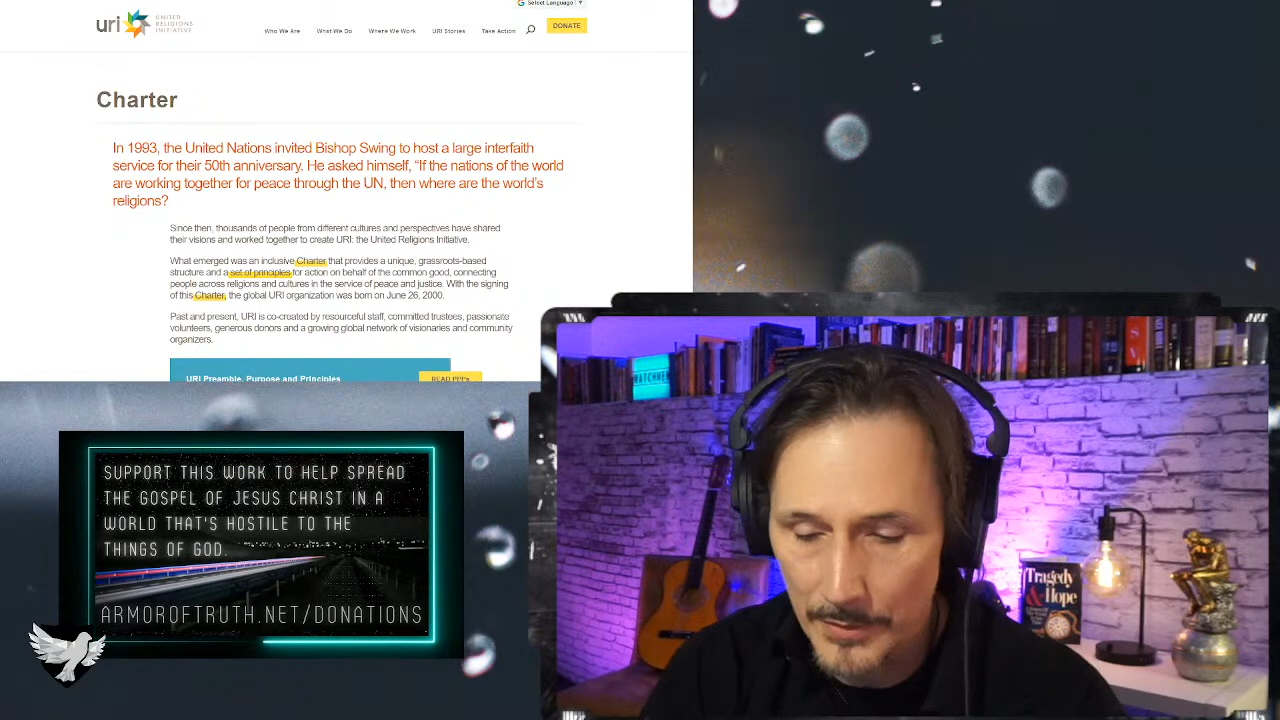 Select Language ▼
uri UNITED
RELIGIONS
INITIATIVE
Who We Are What We Do Where We Work URI Stories Take Action DONATE
Charter
In 1993, the United Nations invited Bishop Swing to host a large interfaith
service for their 50th anniversary. He asked himself, “If the nations of the world
are working together for peace through the UN, then where are the world’s
religions?
Since then, thousands of people from different cultures and perspectives have shared
their visions and worked together to create URI: the United Religions Initiative.
What emerged was an inclusive Charter that provides a unique, grassroots-based
structure and a set of principles for action on behalf of the common good, connecting
people across religions and cultures in the service of peace and justice. With the signing
of this Charter, the global URI organization was born on June 26, 2000.
Past and present, URI is co-created by resourceful staff, committed trustees, passionate
volunteers, generous donors and a growing global network of visionaries and community
organizers.
URI Preamble, Purpose and Principles READ PPPs
SUPPORT THIS WORK TO HELP SPREAD
THE GOSPEL OF JESUS CHRIST IN A
WORLD THAT'S HOSTILE TO THE
THINGS OF GOD.
ARMOROFTRUTH.NET/DONATIONS
WATCHMEN
Tragedy
& Hope